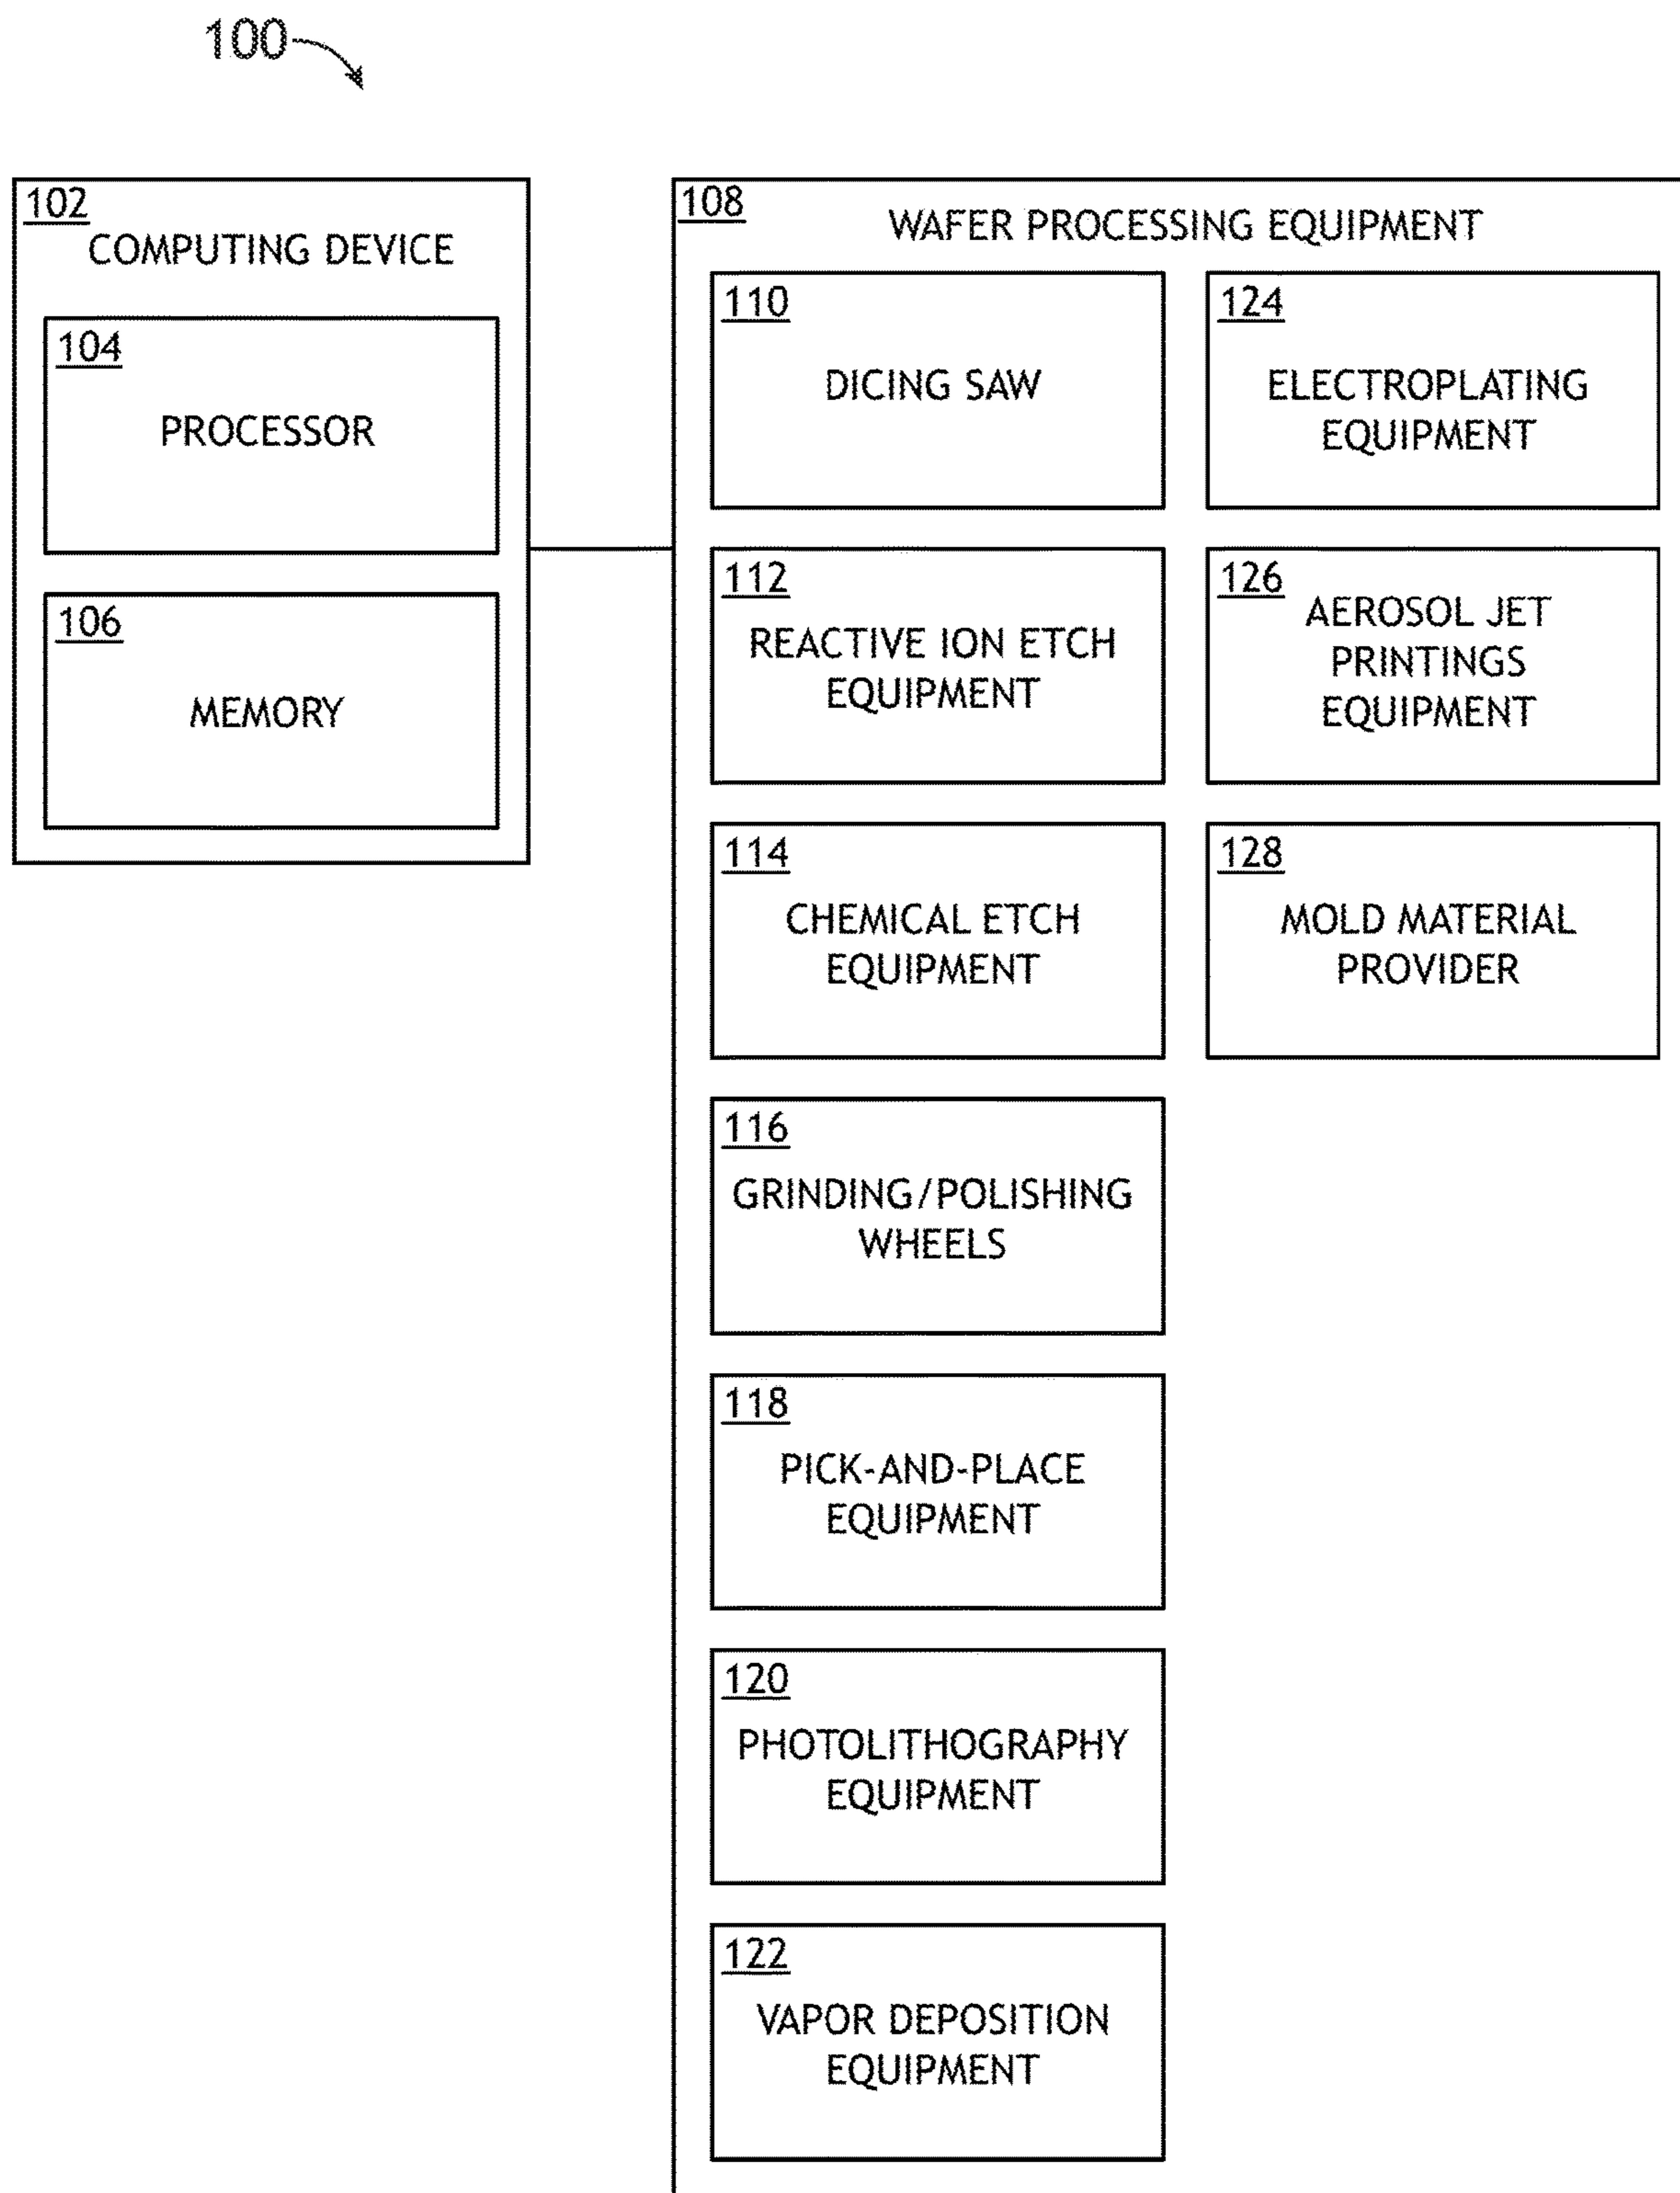 100
102
COMPUTING DEVICE
104
PROCESSOR
106
MEMORY
108
WAFER PROCESSING EQUIPMENT
110
DICING SAW
112
REACTIVE ION ETCH
EQUIPMENT
114
CHEMICAL ETCH
EQUIPMENT
116
GRINDING/POLISHING
WHEELS
118
PICK-AND-PLACE
EQUIPMENT
120
PHOTOLITHOGRAPHY
EQUIPMENT
122
VAPOR DEPOSITION
EQUIPMENT
124
ELECTROPLATING
EQUIPMENT
126
AEROSOL JET
PRINTINGS
EQUIPMENT
128
MOLD MATERIAL
PROVIDER